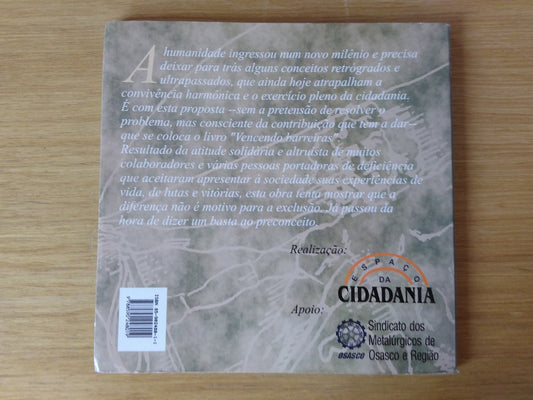 A humanidade ingressou num novo milênio e precisa
deixar para trás alguns conceitos retrógrados e
ultrapassados, que ainda hoje atrapalham a
convivência harmônica e o exercício pleno da cidadania.
É com esta proposta --sem a pretensão de resolver o
problema, mas consciente da contribuição que tem a dar--
que se coloca o livro "Vencendo barreiras".
Resultado da atitude solidária e altruísta de muitos
colaboradores e várias pessoas portadoras de deficiência
que aceitaram apresentar à sociedade suas experiências de
vida, de lutas e vitórias, esta obra tenta mostrar que a
diferença não é motivo para a exclusão. Já passou da
hora de dizer um basta ao preconceito.
Realização:
ESPAÇO
DA
CIDADANIA
Apoio:
OSASCO
Sindicato dos
Metalúrgicos de
Osasco e Região
ISBN